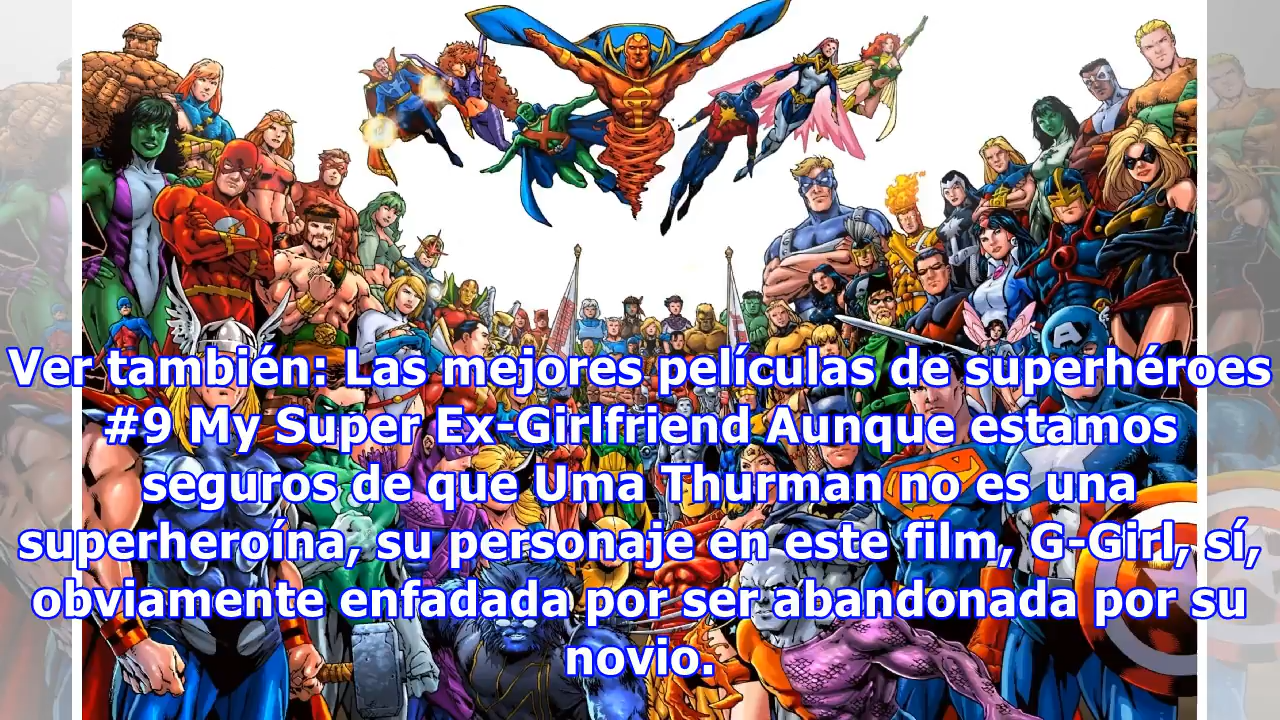 Ver también: Las mejores películas de superhéroes
#9 My Super Ex-Girlfriend Aunque estamos
seguros de que Uma Thurman no es una
superheroína, su personaje en este film, G-Girl, sí,
obviamente enfadada por ser abandonada por su
novio.